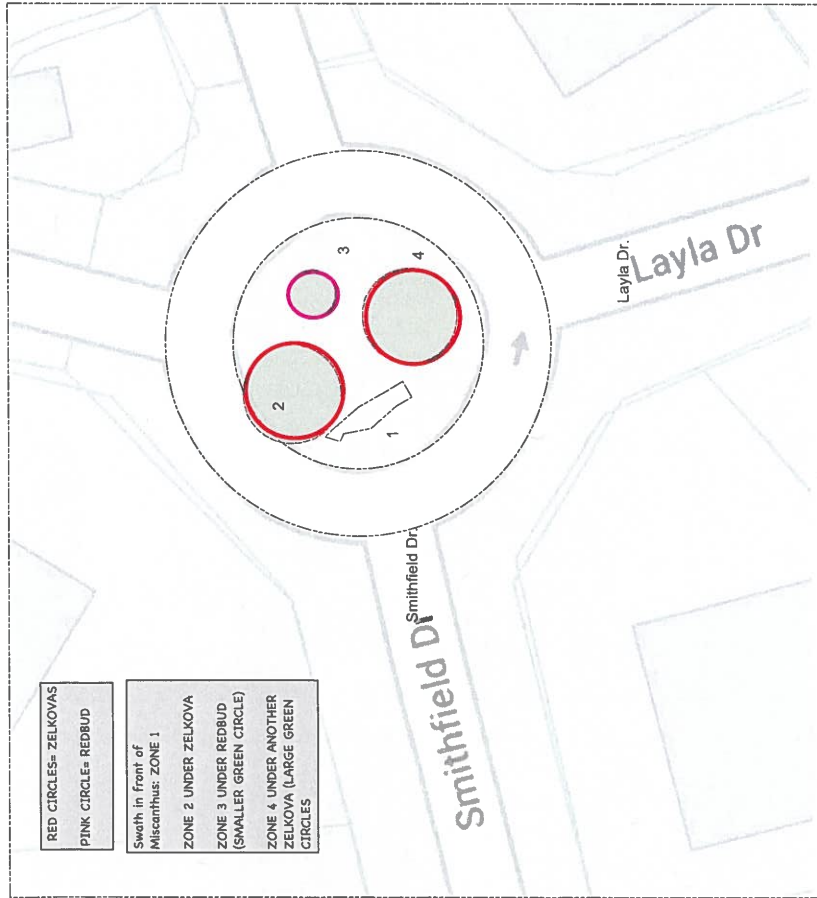 RED CIRCLES= ZELKOVAS
PINK CIRCLE= REDBUD
Swath in front of
Miscanthus: ZONE 1
ZONE 2 UNDER ZELKOVA
ZONE 3 UNDER REDBUD
(SMALLER GREEN CIRCLE)
ZONE 4 UNDER ANOTHER
ZELKOVA (LARGE GREEN
CIRCLES
2
3
4
1
Smithfield Dr.
Smithfield Dr
Layla Dr.
Layla Dr